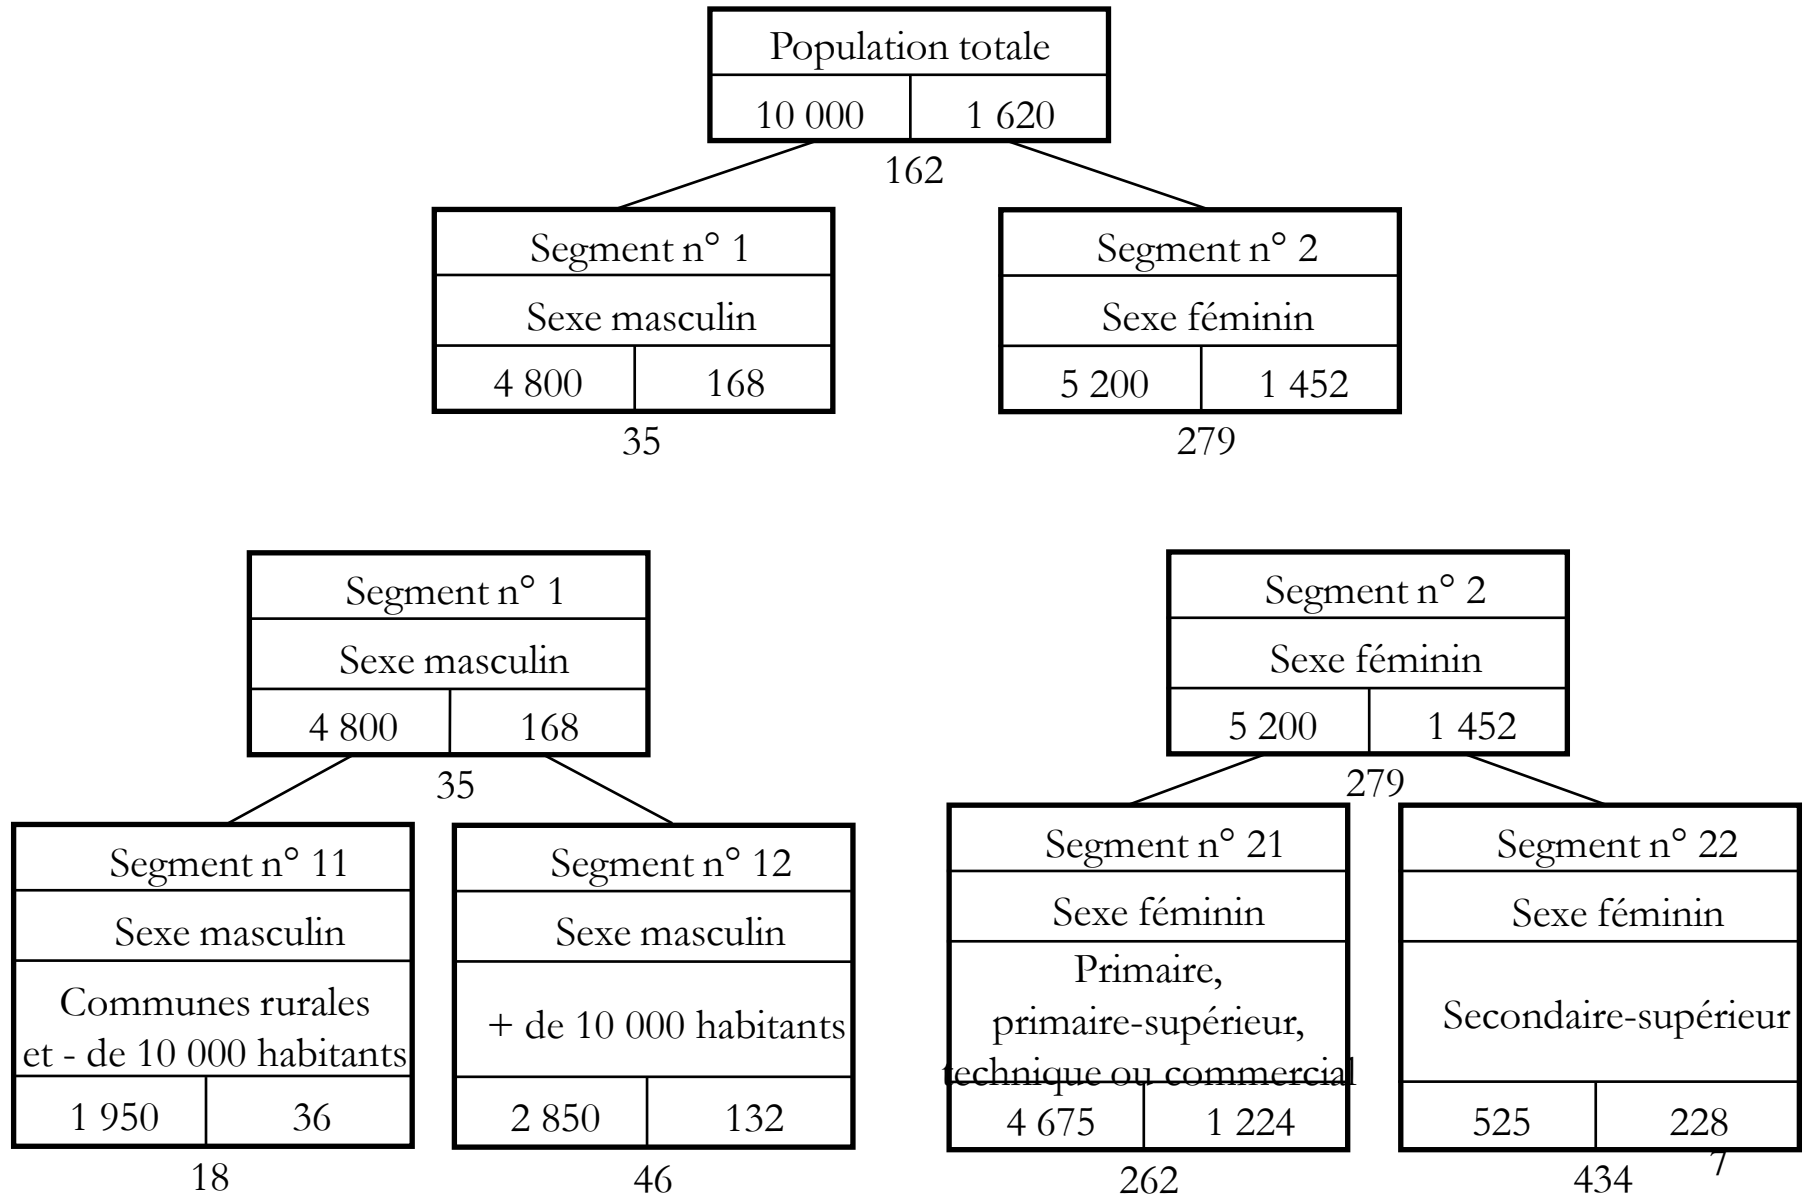 Population totale
10 000 1 620
162
Segment n° 1
Sexe masculin
4 800 168
35
Segment n° 2
Sexe féminin
5 200 1 452
279
Segment n° 1
Sexe masculin
4 800 168
35
Segment n° 11
Sexe masculin
Communes rurales
et - de 10 000 habitants
1 950 36
18
Segment n° 12
Sexe masculin
+ de 10 000 habitants
2 850 132
46
Segment n° 2
Sexe féminin
5 200 1 452
279
Segment n° 21
Sexe féminin
Primaire,
primaire-supérieur,
technique ou commercial
4 675 1 224
262
Segment n° 22
Sexe féminin
Secondaire-supérieur
525 228
434
7